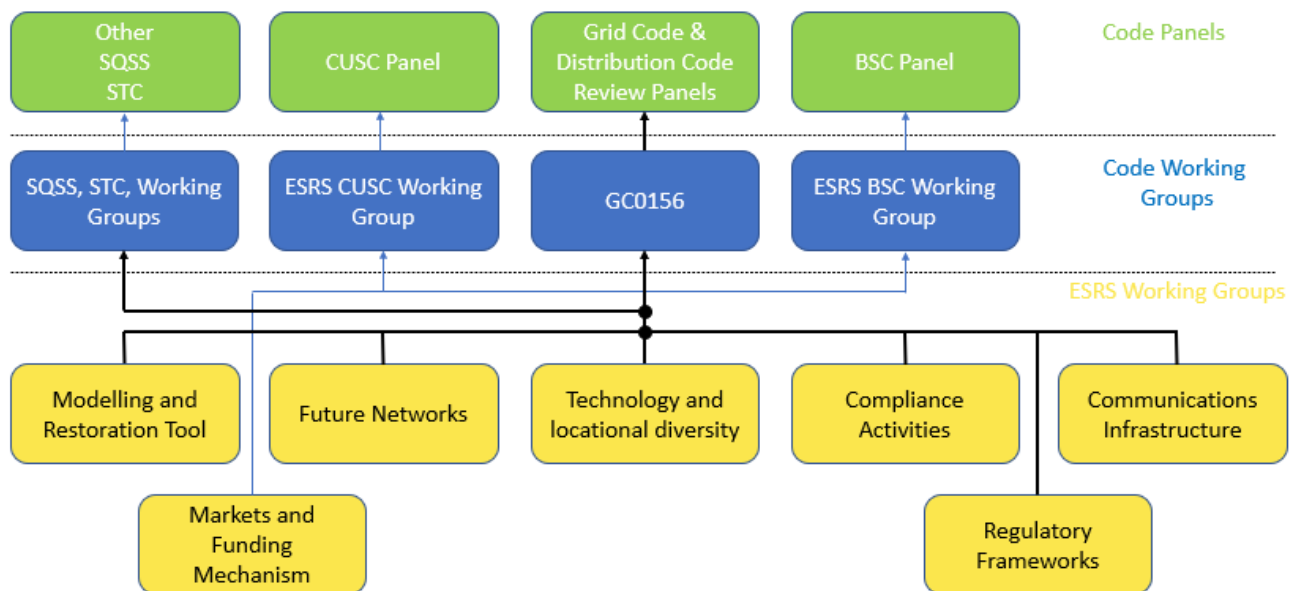 Other
SQSS
STC
CUSC Panel
Grid Code &
Distribution Code
Review Panels
BSC Panel
Code Panels
SQSS, STC, Working
Groups
ESRS CUSC Working
Group
GC0156
ESRS BSC Working
Group
Code Working
Groups
ESRS Working Groups
Modelling and
Restoration Tool
Future Networks
Technology and
locational diversity
Compliance
Activities
Communications
Infrastructure
Markets and
Funding
Mechanism
Regulatory
Frameworks